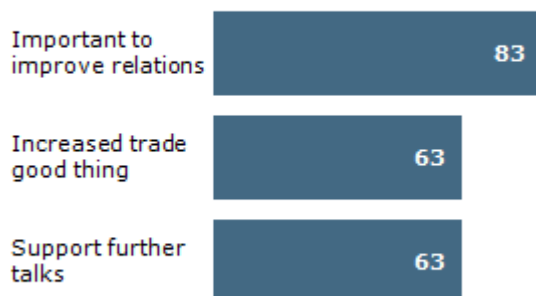 Important to
improve relations
83
Increased trade
good thing
63
Support further
talks
63